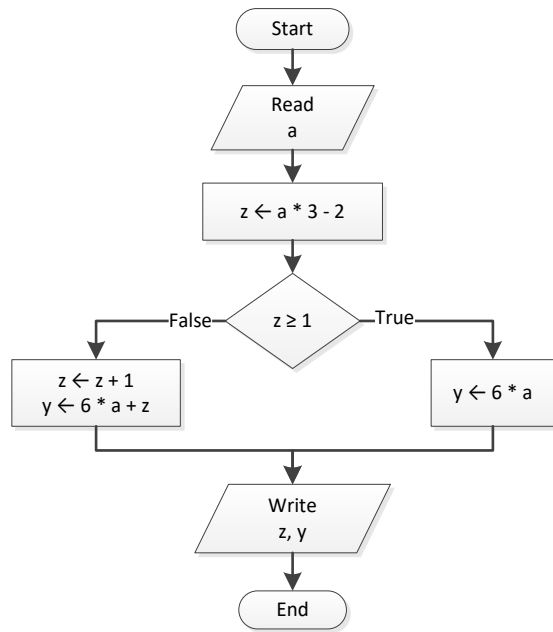 Start
Read
a
z ← a * 3 - 2
z ≥ 1
False
True
z ← z + 1
y ← 6 * a + z
y ← 6 * a
Write
z, y
End